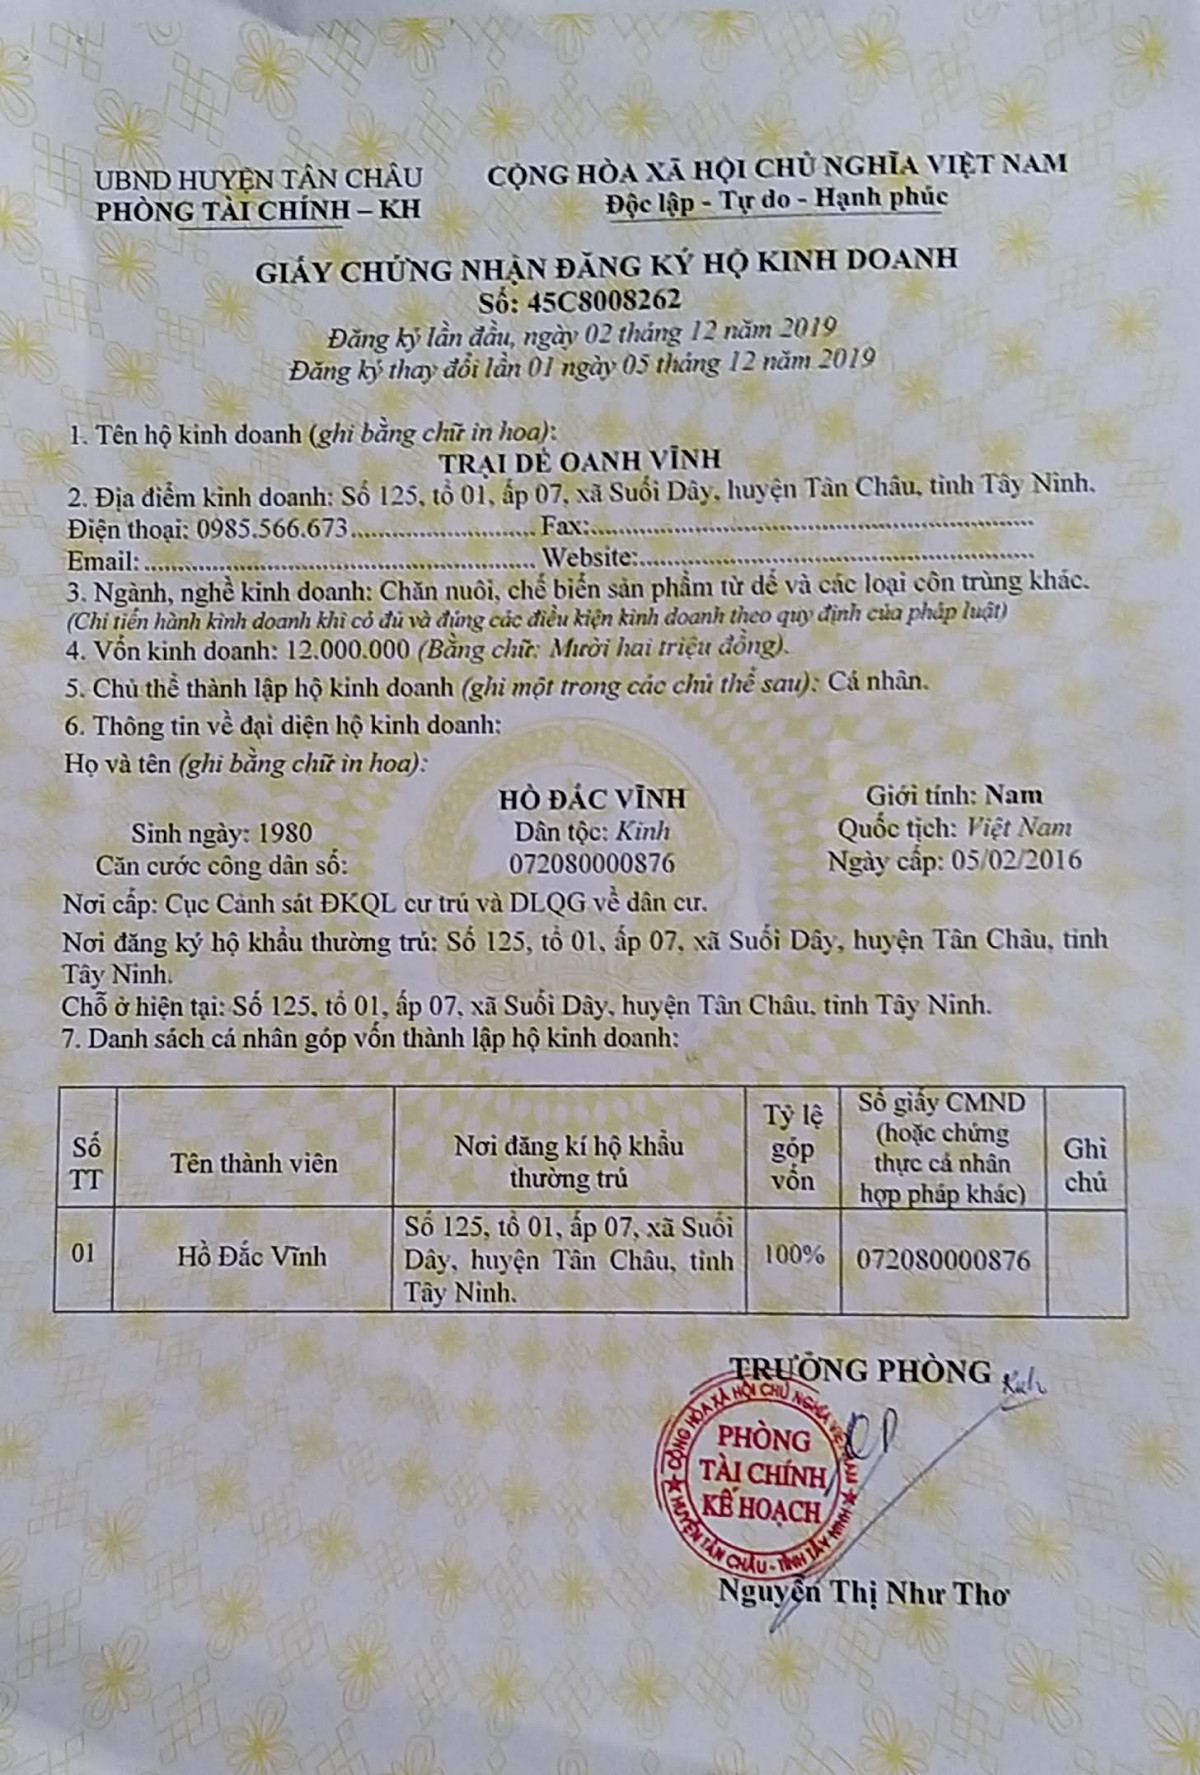 UBND HUYỆN TÂN CHÂU
PHÒNG TÀI CHÍNH – KH
CỘNG HÒA XÃ HỘI CHỦ NGHĨA VIỆT NAM
Độc lập - Tự do - Hạnh phúc
GIẤY CHỨNG NHẬN ĐĂNG KÝ HỘ KINH DOANH
Số: 45C8008262
Đăng ký lần đầu, ngày 02 tháng 12 năm 2019
Đăng ký thay đổi lần 01 ngày 05 tháng 12 năm 2019
1. Tên hộ kinh doanh (ghi bằng chữ in hoa):
TRẠI DẾ OANH VĨNH
2. Địa điểm kinh doanh: Số 125, tổ 01, ấp 07, xã Suối Dây, huyện Tân Châu, tỉnh Tây Ninh.
Điện thoại: 0985.566.673............................ Fax:..................................................................
Email: .......................................................... Website:..........................................................
3. Ngành, nghề kinh doanh: Chăn nuôi, chế biến sản phẩm từ dế và các loại côn trùng khác.
(Chỉ tiến hành kinh doanh khi có đủ và đúng các điều kiện kinh doanh theo quy định của pháp luật)
4. Vốn kinh doanh: 12.000.000 (Bằng chữ: Mười hai triệu đồng).
5. Chủ thể thành lập hộ kinh doanh (ghi một trong các chủ thể sau): Cá nhân.
6. Thông tin về đại diện hộ kinh doanh:
Họ và tên (ghi bằng chữ in hoa):
HỒ ĐẮC VĨNH Giới tính: Nam
Sinh ngày: 1980 Dân tộc: Kinh Quốc tịch: Việt Nam
Căn cước công dân số: 072080000876 Ngày cấp: 05/02/2016
Nơi cấp: Cục Cảnh sát ĐKQL cư trú và DLQG về dân cư.
Nơi đăng ký hộ khẩu thường trú: Số 125, tổ 01, ấp 07, xã Suối Dây, huyện Tân Châu, tỉnh
Tây Ninh.
Chỗ ở hiện tại: Số 125, tổ 01, ấp 07, xã Suối Dây, huyện Tân Châu, tỉnh Tây Ninh.
7. Danh sách cá nhân góp vốn thành lập hộ kinh doanh:
Số
TT
Tên thành viên
Nơi đăng kí hộ khẩu
thường trú
Tỷ lệ
góp
vốn
Số giấy CMND
(hoặc chứng
thực cá nhân
hợp pháp khác)
Ghi
chú
01
Hồ Đắc Vĩnh
Số 125, tổ 01, ấp 07, xã Suối
Dây, huyện Tân Châu, tỉnh
Tây Ninh.
100%
072080000876
TRƯỞNG PHÒNG
CỘNG HÒA XÃ HỘI CHỦ NGHĨA VIỆT NAM
PHÒNG
TÀI CHÍNH
KẾ HOẠCH
HUYỆN TÂN CHÂU - TỈNH TÂY NINH
Nguyễn Thị Như Thơ